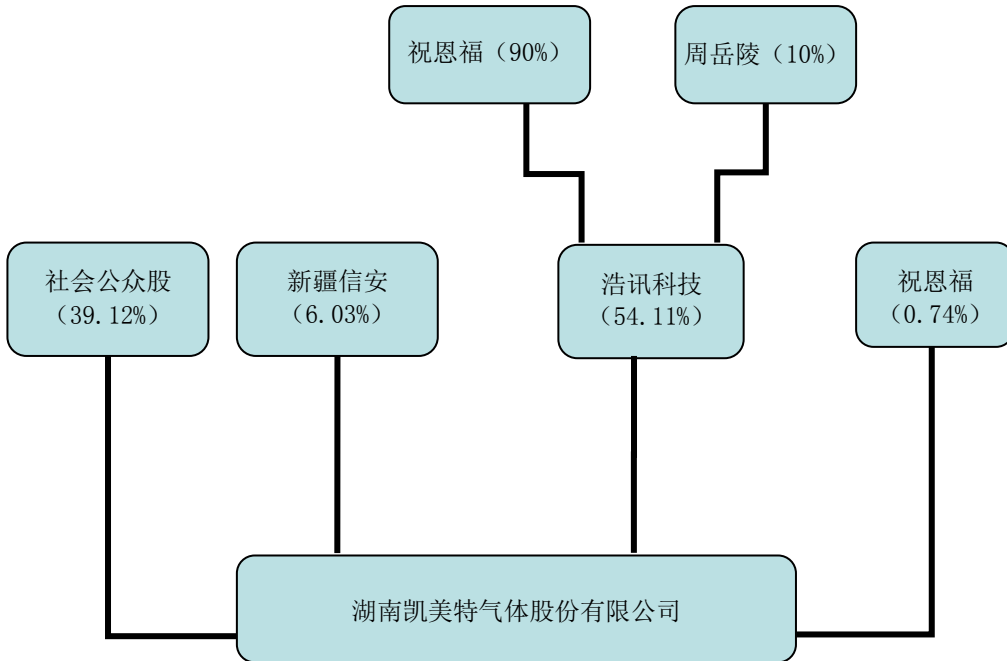 祝恩福（90%）
周岳陵（10%）
社会公众股
（39.12%）
新疆信安
（6.03%）
浩讯科技
（54.11%）
祝恩福
（0.74%）
湖南凯美特气体股份有限公司